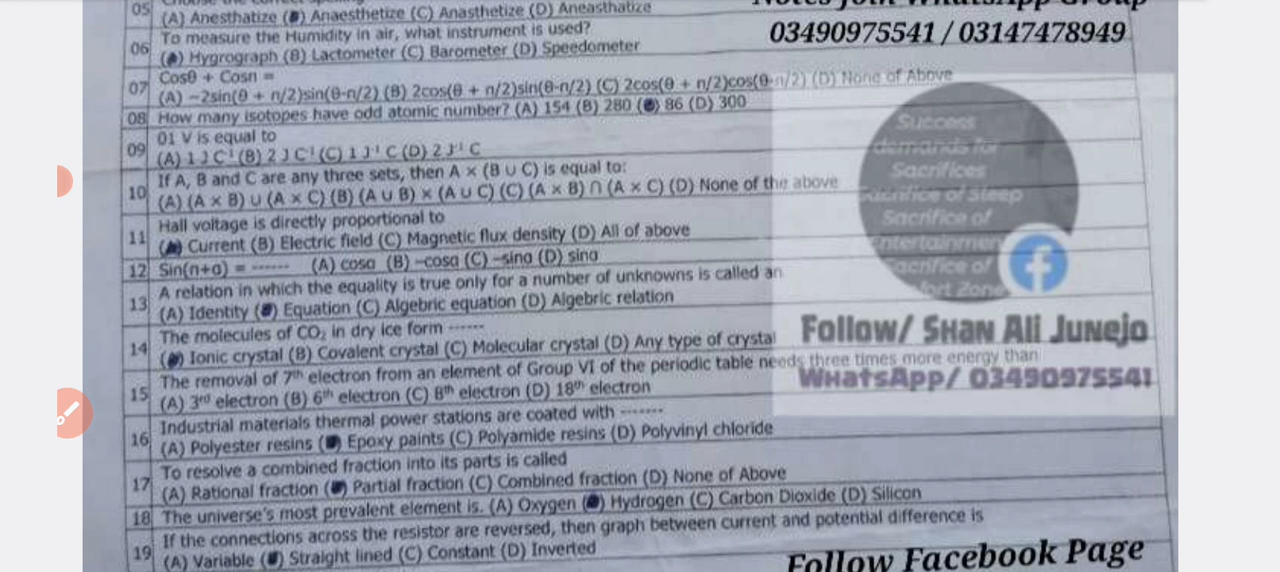 05
(A) Anesthatize (B) Anaesthetize (C) Anasthetize (D) Aneasthatize
Notes Join WhatsApp Group
03490975541 / 03147478949
06 To measure the Humidity in air, what instrument is used?
(A) Hygrograph (B) Lactometer (C) Barometer (D) Speedometer
07 Cosθ + Cosn =
(A) −2sin(θ + n/2)sin(θ-n/2) (B) 2cos(θ + n/2)sin(θ-n/2) (C) 2cos(θ + n/2)cos(θ-n/2) (D) None of Above
08 How many isotopes have odd atomic number? (A) 154 (B) 280 (C) 86 (D) 300
09 01 V is equal to
(A) 1 J C⁻¹ (B) 2 J C⁻¹ (C) 1 J⁻¹ C (D) 2 J⁻¹ C
10 If A, B and C are any three sets, then A × (B ∪ C) is equal to:
(A) (A × B) ∪ (A × C) (B) (A ∪ B) × (A ∪ C) (C) (A × B) ∩ (A × C) (D) None of the above
11 Hall voltage is directly proportional to
(A) Current (B) Electric field (C) Magnetic flux density (D) All of above
12 Sin(n+α) = ------ (A) cosα (B) −cosα (C) −sinα (D) sinα
13 A relation in which the equality is true only for a number of unknowns is called an
(A) Identity (B) Equation (C) Algebric equation (D) Algebric relation
14 The molecules of CO₂ in dry ice form ------
(A) Ionic crystal (B) Covalent crystal (C) Molecular crystal (D) Any type of crystal
15 The removal of 7th electron from an element of Group VI of the periodic table needs three times more energy than
(A) 3rd electron (B) 6th electron (C) 8th electron (D) 18th electron
16 Industrial materials thermal power stations are coated with -------
(A) Polyester resins (B) Epoxy paints (C) Polyamide resins (D) Polyvinyl chloride
17 To resolve a combined fraction into its parts is called
(A) Rational fraction (B) Partial fraction (C) Combined fraction (D) None of Above
18 The universe's most prevalent element is. (A) Oxygen (B) Hydrogen (C) Carbon Dioxide (D) Silicon
19 If the connections across the resistor are reversed, then graph between current and potential difference is
(A) Variable (B) Straight lined (C) Constant (D) Inverted
Success
demands for
Sacrifices
Sacrifice of Sleep
Sacrifice of
Entertainmen
Sacrifice of
fort Zone
f
Follow/ SHAN Ali JUNejo
WHatsApp/ 03490975541
Follow Facebook Page